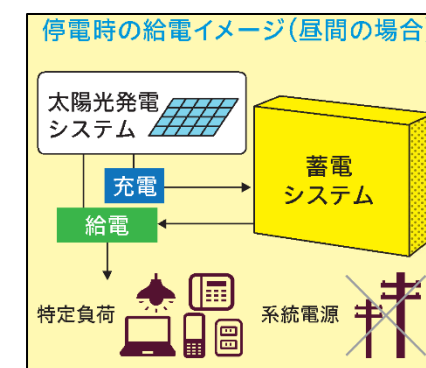 停電時の給電イメージ(昼間の場合
太陽光発電
システム
充電
蓄電
システム
給電
特定負荷
系統電源